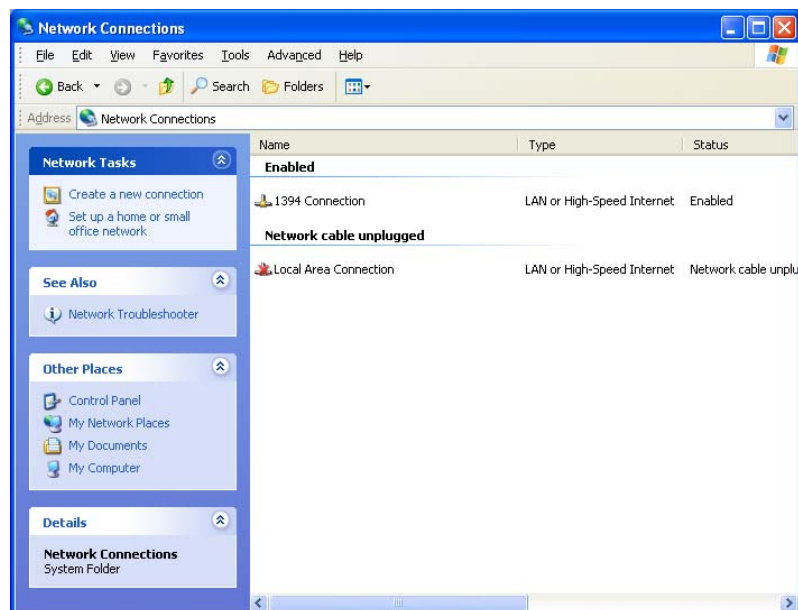 Network Connections
File Edit View Favorites Tools Advanced Help
Back Search Folders
Address Network Connections
Network Tasks
Create a new connection
Set up a home or small
office network
See Also
Network Troubleshooter
Other Places
Control Panel
My Network Places
My Documents
My Computer
Details
Network Connections
System Folder
Name Type Status
Enabled
1394 Connection LAN or High-Speed Internet Enabled
Network cable unplugged
Local Area Connection LAN or High-Speed Internet Network cable unplu